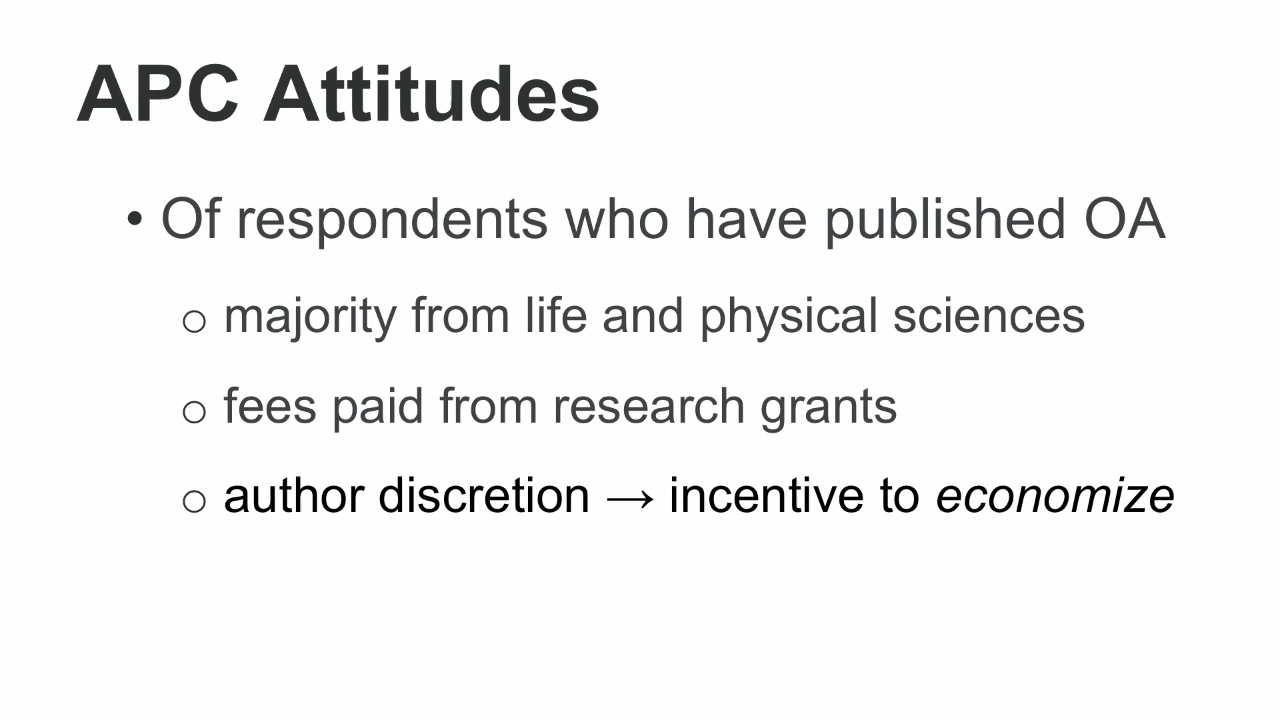 APC Attitudes
• Of respondents who have published OA
o majority from life and physical sciences
o fees paid from research grants
o author discretion → incentive to economize